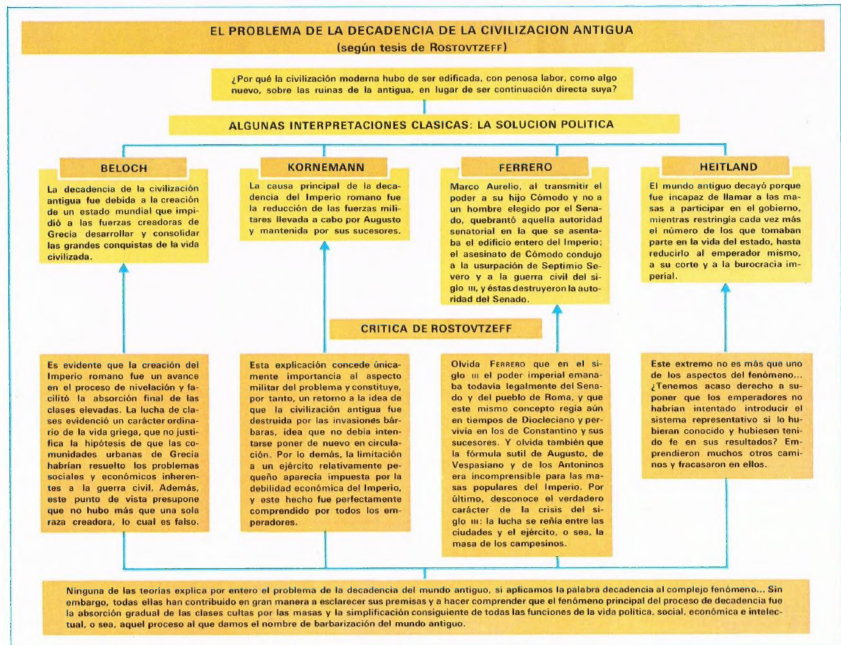 EL PROBLEMA DE LA DECADENCIA DE LA CIVILIZACION ANTIGUA
(según tesis de ROSTOVTZEFF)
¿Por qué la civilización moderna hubo de ser edificada, con penosa labor, como algo
nuevo, sobre las ruinas de la antigua, en lugar de ser continuación directa suya?
ALGUNAS INTERPRETACIONES CLASICAS: LA SOLUCION POLITICA
BELOCH
La decadencia de la civilización
antigua fue debida a la creación
de un estado mundial que impi-
dió a las fuerzas creadoras de
Grecia desarrollar y consolidar
las grandes conquistas de la vida
civilizada.
KORNEMANN
La causa principal de la deca-
dencia del Imperio romano fue
la reducción de las fuerzas mili-
tares llevada a cabo por Augusto
y mantenida por sus sucesores.
FERRERO
Marco Aurelio, al transmitir el
poder a su hijo Cómodo y no a
un hombre elegido por el Sena-
do, quebrantó aquella autoridad
senatorial en la que se asenta-
ba el edificio entero del Imperio;
el asesinato de Cómodo condujo
a la usurpación de Septimio Se-
vero y a la guerra civil del si-
glo III, y éstas destruyeron la auto-
ridad del Senado.
HEITLAND
El mundo antiguo decayó porque
fue incapaz de llamar a las ma-
sas a participar en el gobierno,
mientras restringía cada vez más
el número de los que tomaban
parte en la vida del estado, hasta
reducirlo al emperador mismo,
a su corte y a la burocracia im-
perial.
CRITICA DE ROSTOVTZEFF
Es evidente que la creación del
Imperio romano fue un avance
en el proceso de nivelación y fa-
cilitó la absorción final de las
clases elevadas. La lucha de cla-
ses evidenció un carácter ordina-
rio de la vida griega, que no jus-
tifica la hipótesis de que las co-
munidades urbanas de Grecia
habrían resuelto los problemas
sociales y económicos inheren-
tes a la guerra civil. Además,
este punto de vista presupone
que no hubo más que una sola
raza creadora, lo cual es falso.
Esta explicación concede única-
mente importancia al aspecto
militar del problema y constituye,
por tanto, un retorno a la idea de
que la civilización antigua fue
destruida por las invasiones bár-
baras, idea que no debía inten-
tarse poner de nuevo en circula-
ción. Por lo demás, la limitación
a un ejército relativamente pe-
queño aparecía impuesta por la
debilidad económica del Imperio,
y este hecho fue perfectamente
comprendido por todos los em-
peradores.
Olvida FERRERO que en el si-
glo III el poder imperial emana-
ba todavía legalmente del Sena-
do y del pueblo de Roma, y que
este mismo concepto regía aún
en tiempos de Diocleciano y per-
vivía en los de Constantino y sus
sucesores. Y olvida también que
la fórmula sutil de Augusto, de
Vespasiano y de los Antoninos
era incomprensible para las ma-
sas populares del Imperio. Por
último, desconoce el verdadero
carácter de la crisis del si-
glo III: la lucha se reñía entre las
ciudades y el ejército, o sea, la
masa de los campesinos.
Este extremo no es más que uno
de los aspectos del fenómeno...
¿Tenemos acaso derecho a su-
poner que los emperadores no
habrían intentado introducir el
sistema representativo si lo hu-
bieran conocido y hubiesen teni-
do fe en sus resultados? Em-
prendieron muchos otros cami-
nos y fracasaron en ellos.
Ninguna de las teorías explica por entero el problema de la decadencia del mundo antiguo, si aplicamos la palabra decadencia al complejo fenómeno... Sin
embargo, todas ellas han contribuido en gran manera a esclarecer sus premisas y a hacer comprender que el fenómeno principal del proceso de decadencia fue
la absorción gradual de las clases cultas por las masas y la simplificación consiguiente de todas las funciones de la vida política, social, económica e intelec-
tual, o sea, aquel proceso al que damos el nombre de barbarización del mundo antiguo.